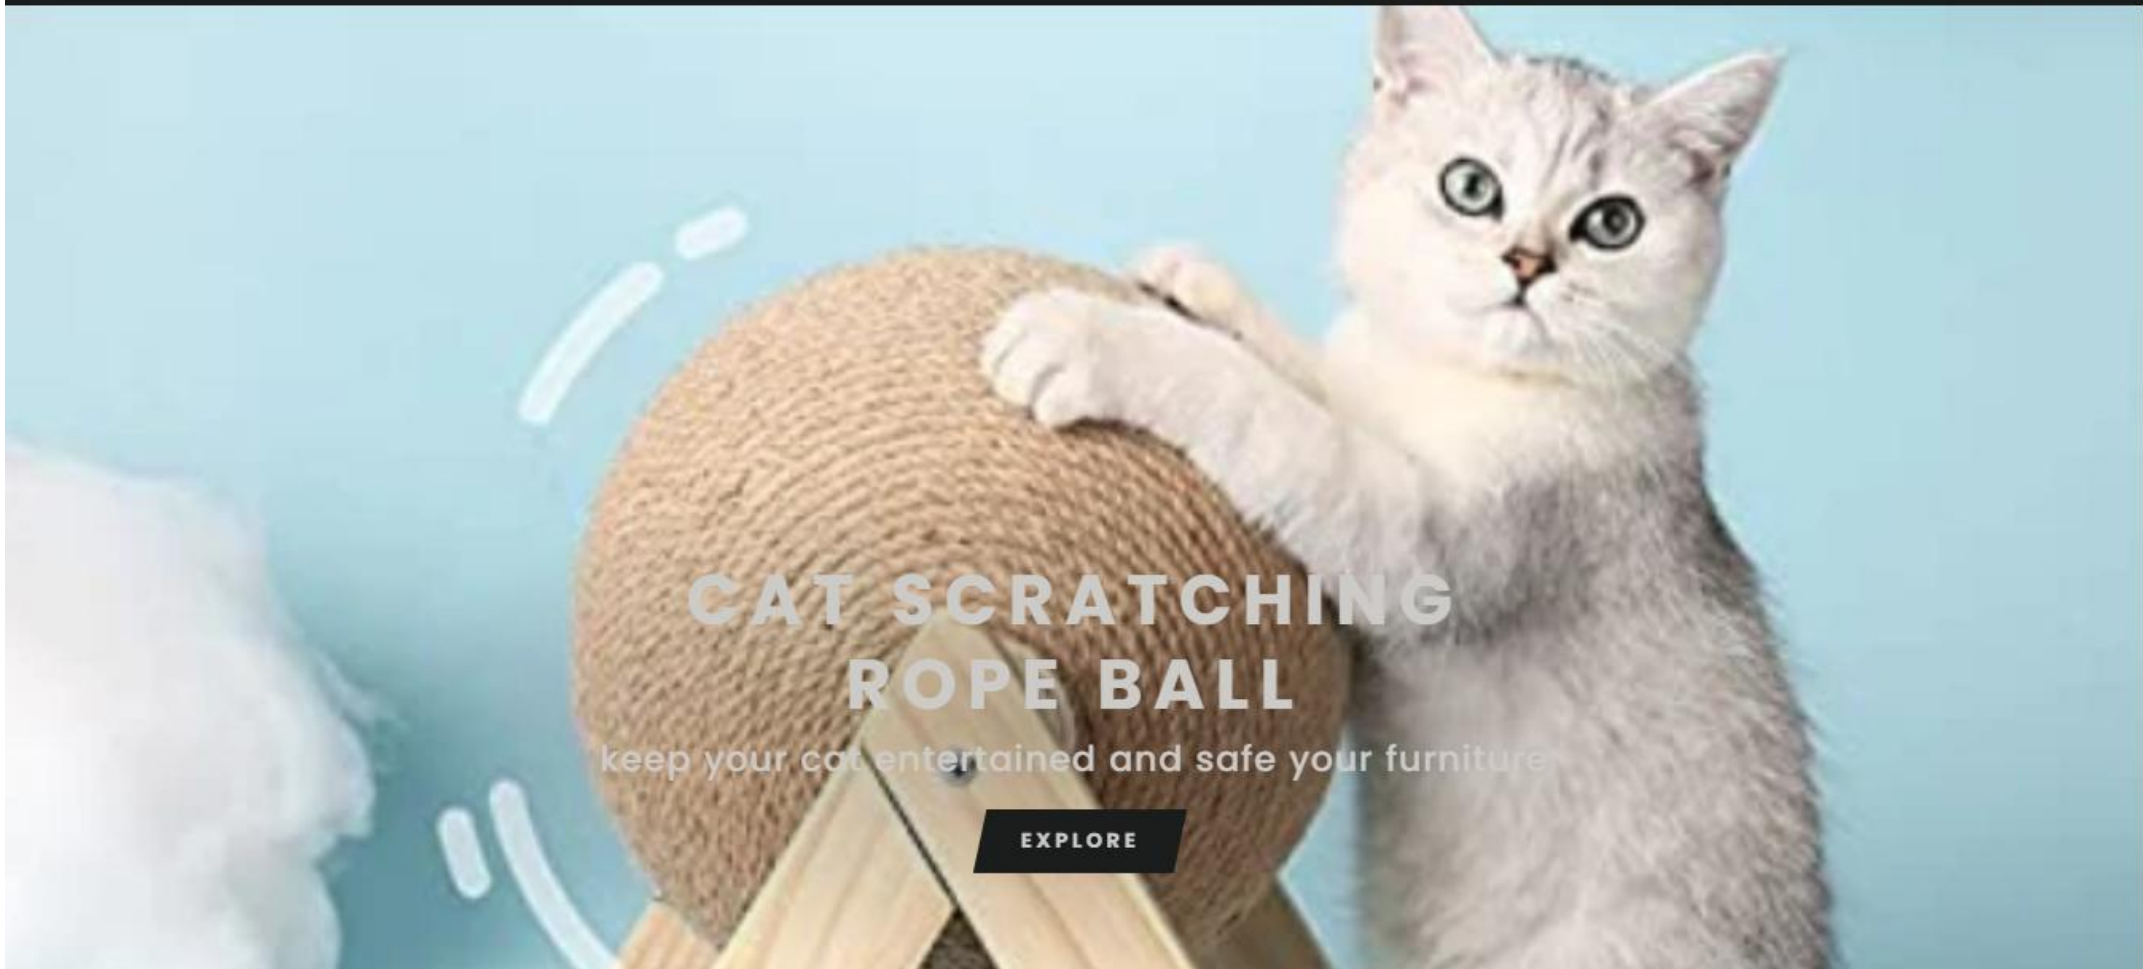 CAT SCRATCHING
ROPE BALL
keep your cat entertained and safe your furniture
EXPLORE